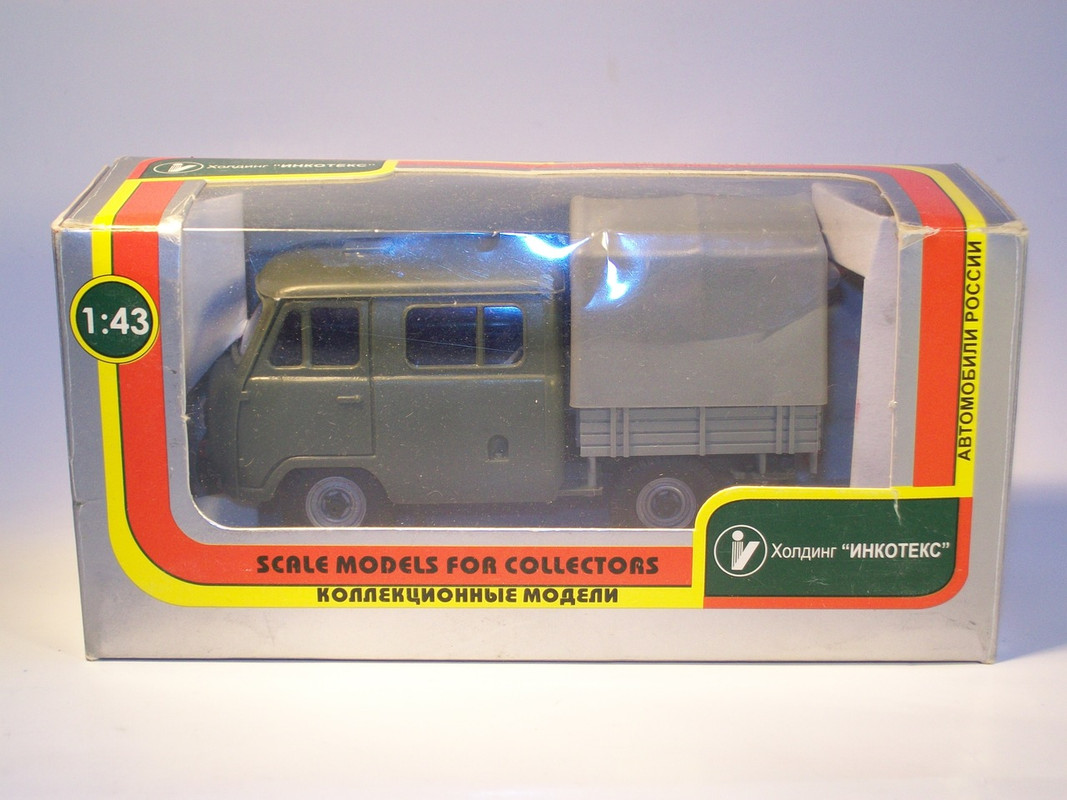 Холдинг "ИНКОТЕКС"
1:43
АВТОМОБИЛИ РОССИИ
SCALE MODELS FOR COLLECTORS
КОЛЛЕКЦИОННЫЕ МОДЕЛИ
Холдинг "ИНКОТЕКС"